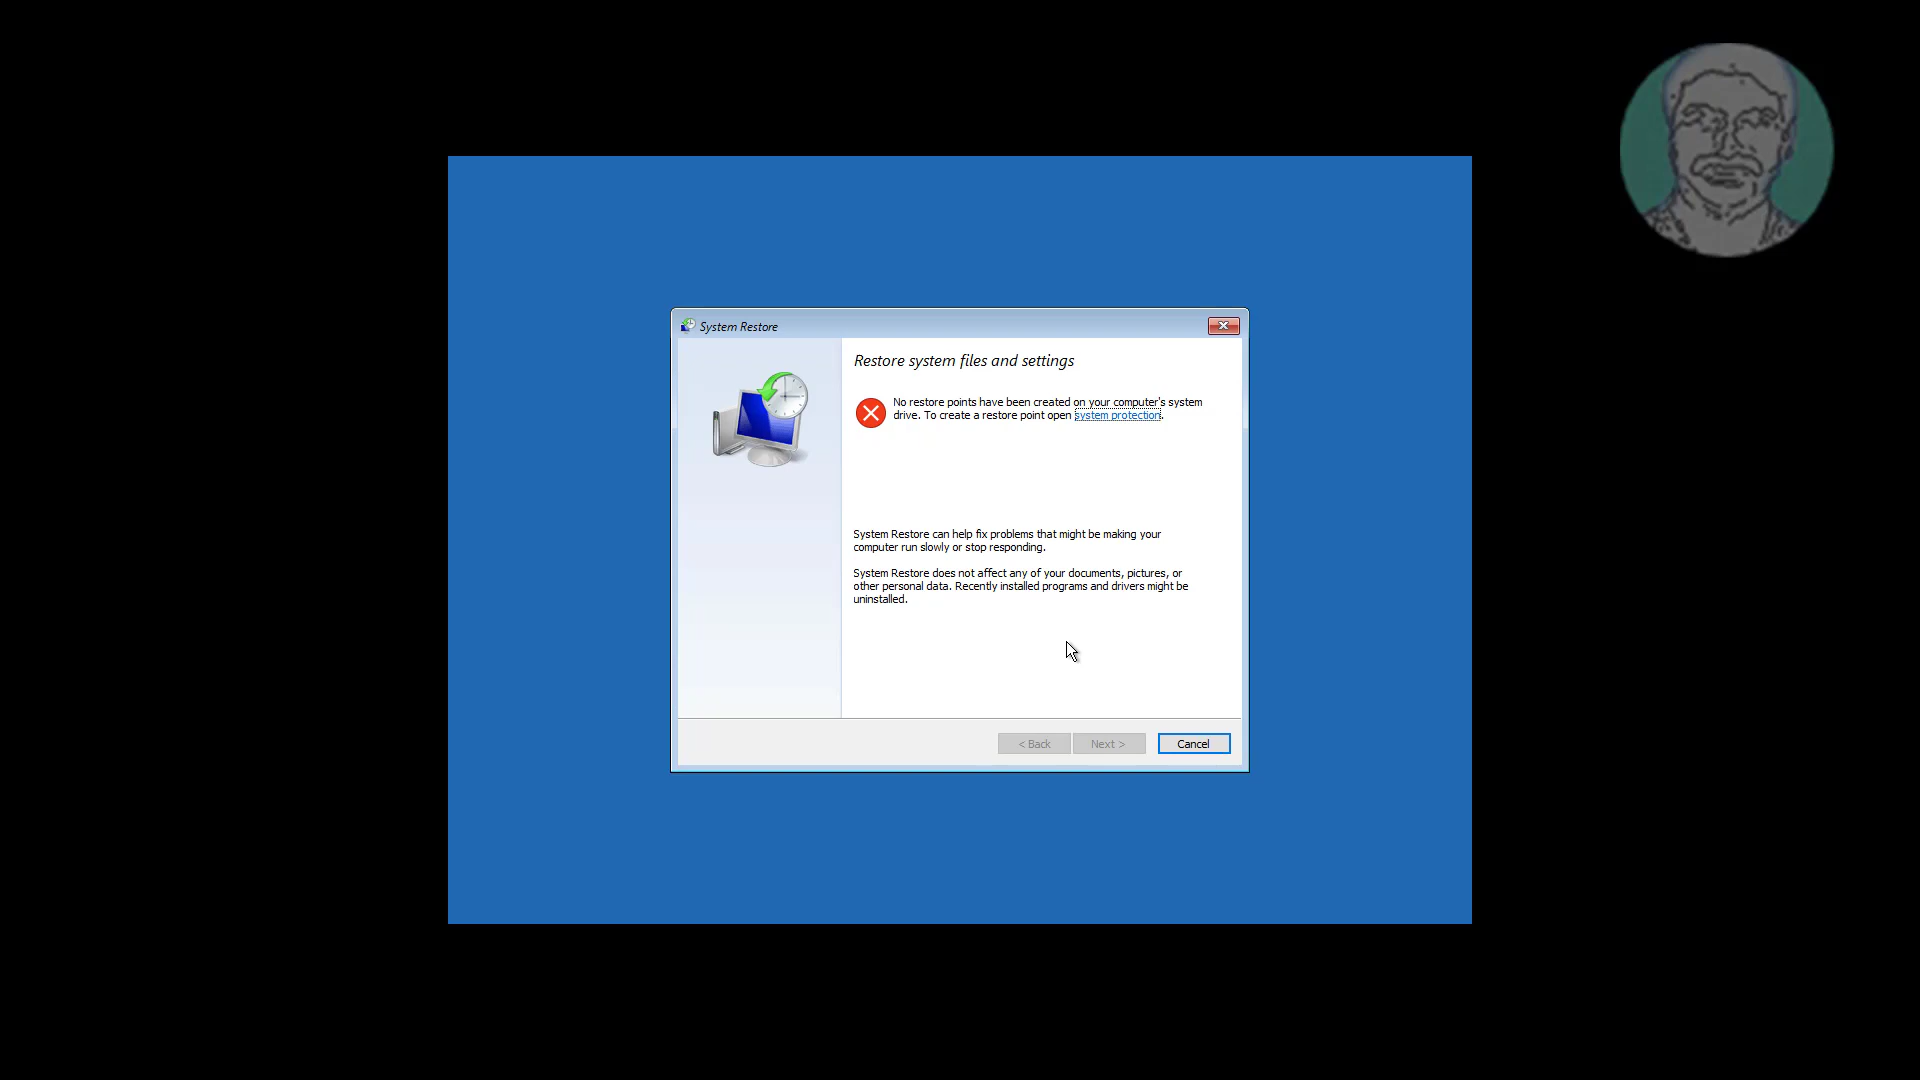 System Restore
Restore system files and settings
No restore points have been created on your computer's system
drive. To create a restore point open system protection.
System Restore can help fix problems that might be making your
computer run slowly or stop responding.
System Restore does not affect any of your documents, pictures, or
other personal data. Recently installed programs and drivers might be
uninstalled.
< Back Next > Cancel